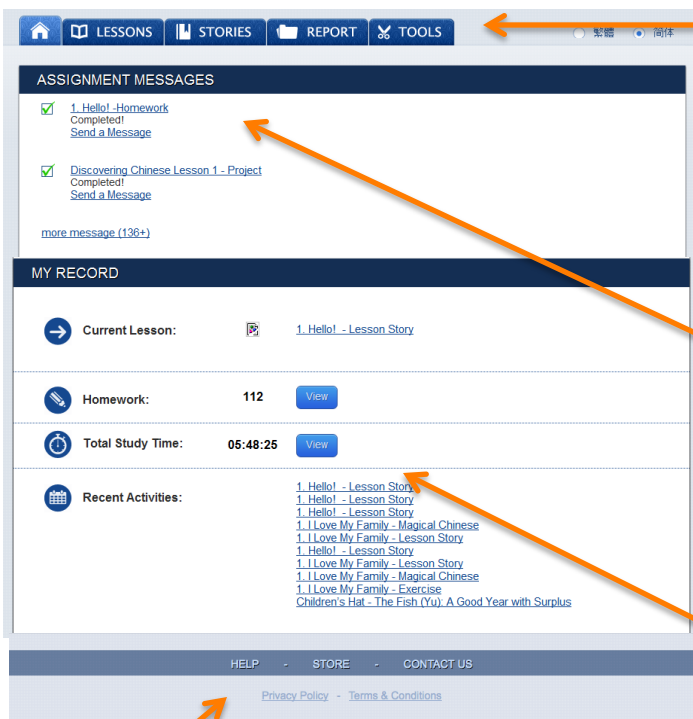 LESSONS STORIES REPORT TOOLS 繁體 简体
ASSIGNMENT MESSAGES
1. Hello! -Homework
Completed!
Send a Message
Discovering Chinese Lesson 1 - Project
Completed!
Send a Message
more message (136+)
MY RECORD
Current Lesson: 1. Hello! - Lesson Story
Homework: 112 View
Total Study Time: 05:48:25 View
Recent Activities:
1. Hello! - Lesson Story
1. Hello! - Lesson Story
1. Hello! - Lesson Story
1. I Love My Family - Magical Chinese
1. I Love My Family - Lesson Story
1. Hello! - Lesson Story
1. I Love My Family - Lesson Story
1. I Love My Family - Magical Chinese
1. I Love My Family - Exercise
Children's Hat - The Fish (Yu): A Good Year with Surplus
HELP - STORE - CONTACT US
Privacy Policy - Terms & Conditions